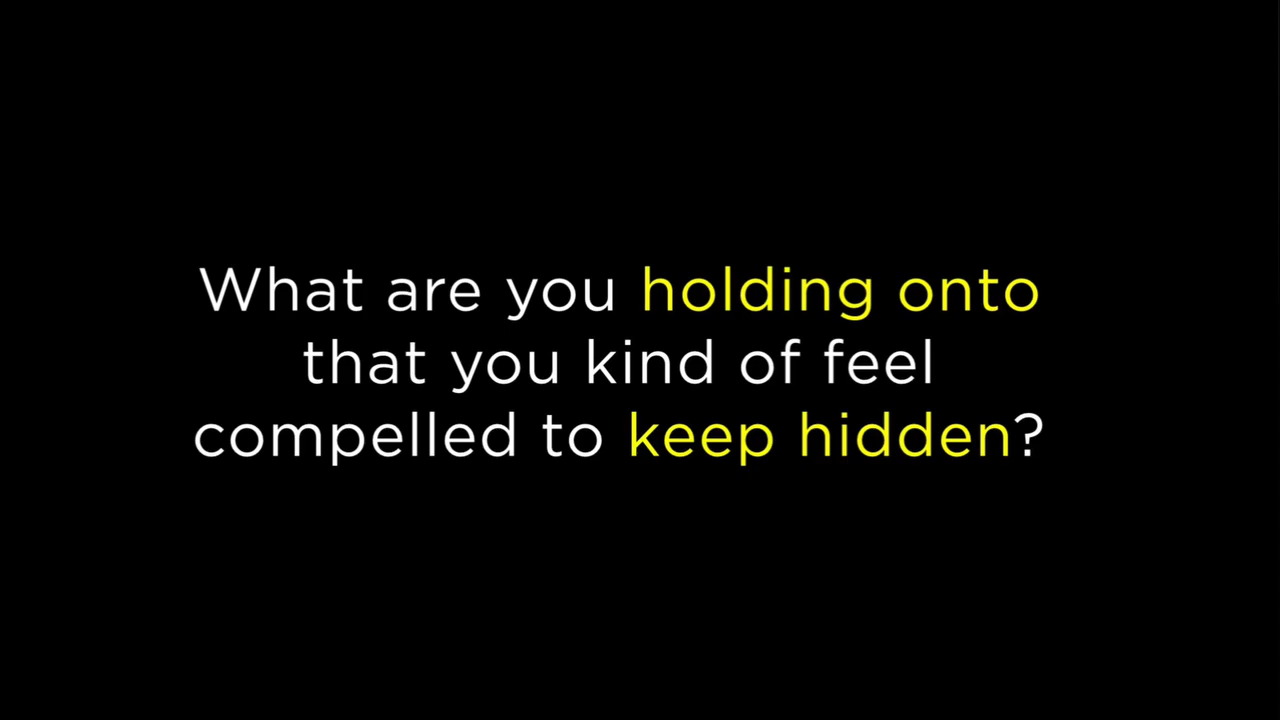 What are you holding onto
that you kind of feel
compelled to keep hidden?